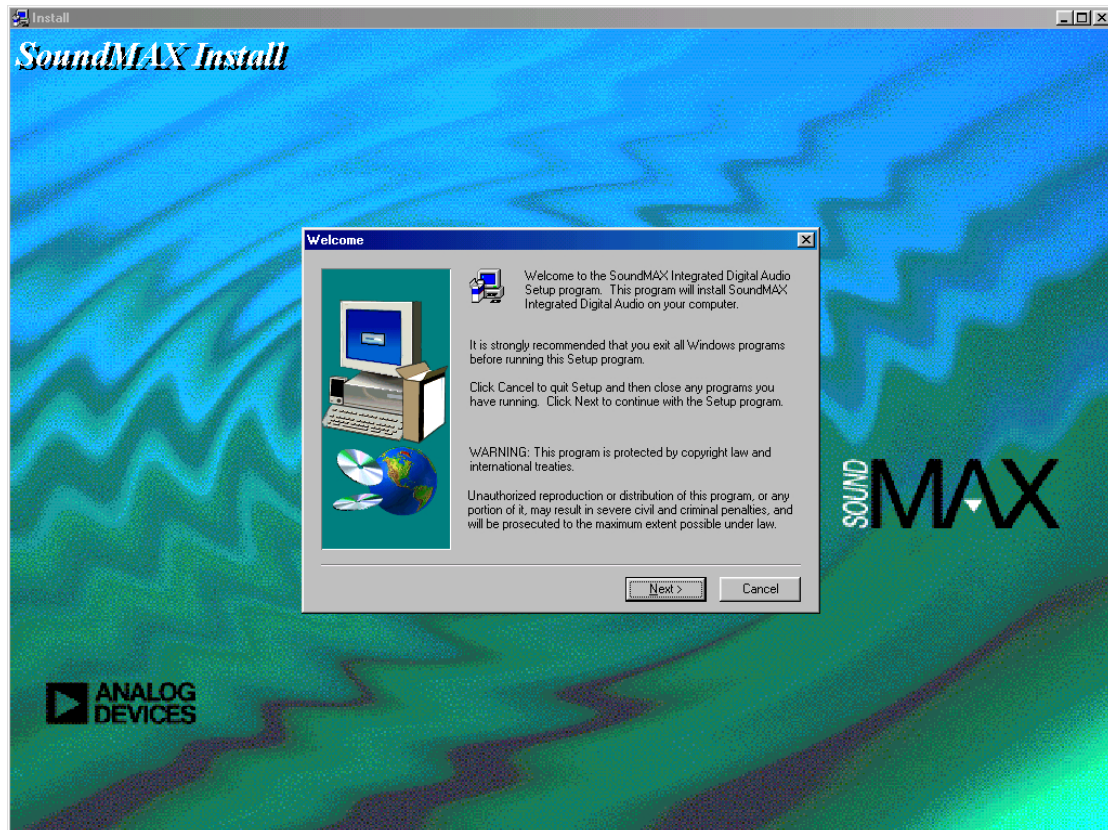 Install
SoundMAX Install
Welcome
Welcome to the SoundMAX Integrated Digital Audio
Setup program.  This program will install SoundMAX
Integrated Digital Audio on your computer.
It is strongly recommended that you exit all Windows programs
before running this Setup program.
Click Cancel to quit Setup and then close any programs you
have running.  Click Next to continue with the Setup program.
WARNING: This program is protected by copyright law and
international treaties.
Unauthorized reproduction or distribution of this program, or any
portion of it, may result in severe civil and criminal penalties, and
will be prosecuted to the maximum extent possible under law.
Next >
Cancel
SOUND
MAX
ANALOG
DEVICES